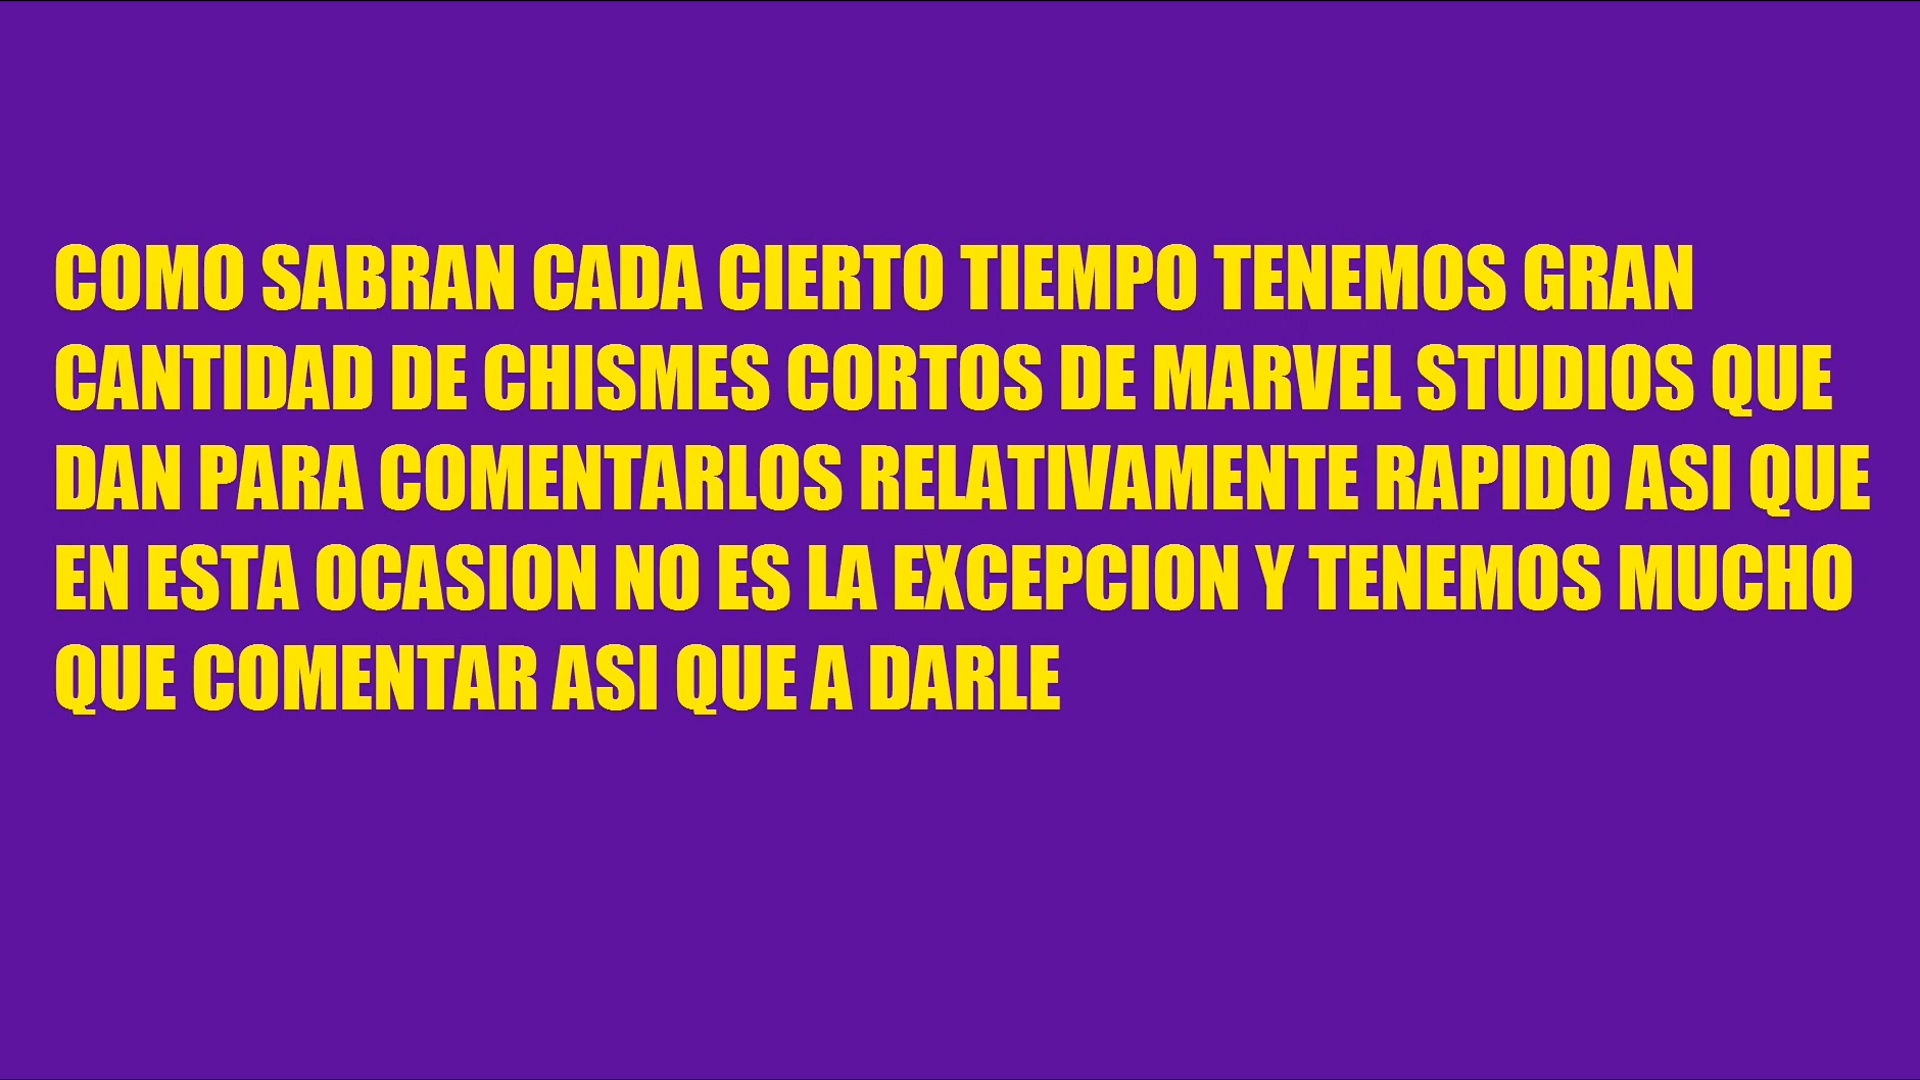 COMO SABRAN CADA CIERTO TIEMPO TENEMOS GRAN
CANTIDAD DE CHISMES CORTOS DE MARVEL STUDIOS QUE
DAN PARA COMENTARLOS RELATIVAMENTE RAPIDO ASI QUE
EN ESTA OCASION NO ES LA EXCEPCION Y TENEMOS MUCHO
QUE COMENTAR ASI QUE A DARLE